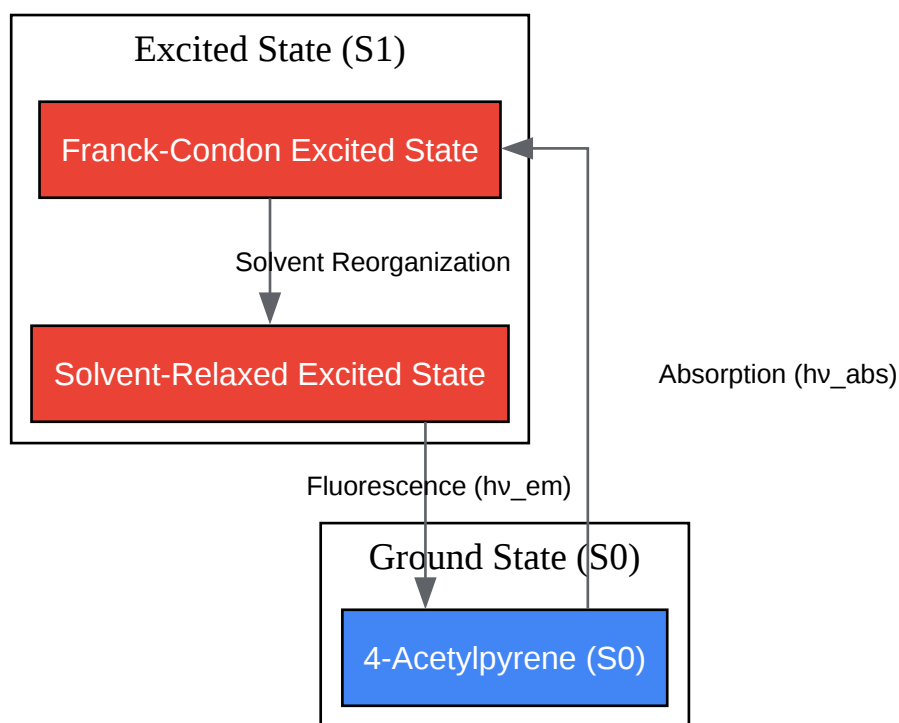 Excited State (S1)
Franck-Condon Excited State
Solvent Reorganization
Solvent-Relaxed Excited State
Absorption (hν_abs)
Fluorescence (hν_em)
Ground State (S0)
4-Acetylpyrene (S0)